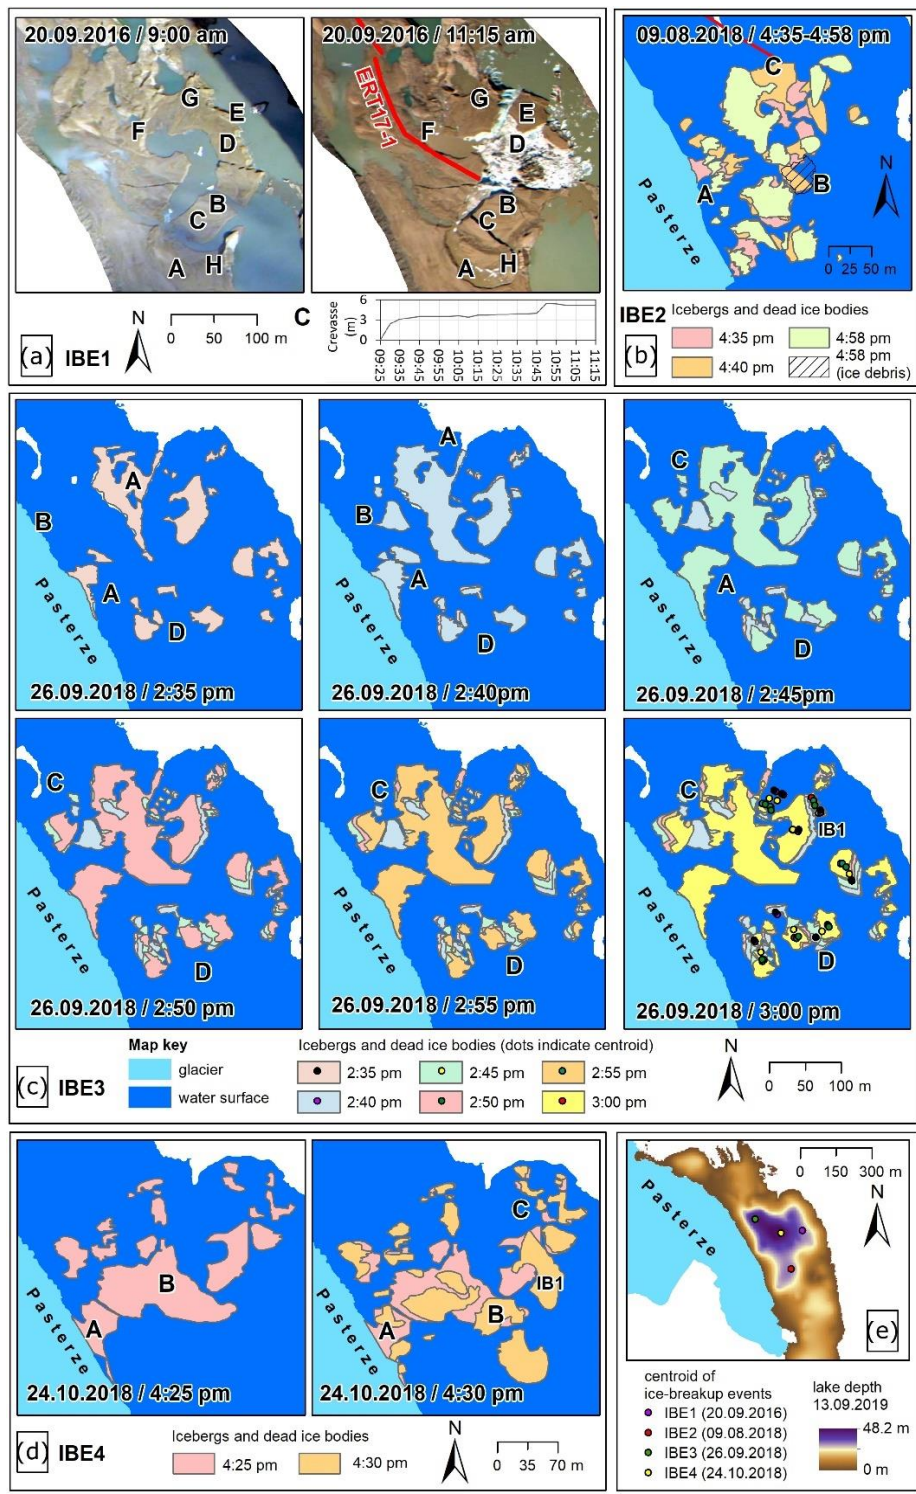 20.09.2016 / 9:00 am
G
E
F
D
B
C
A
H
20.09.2016 / 11:15 am
ERT17-1
G
E
F
D
B
C
A
H
(a) IBE1
N
0 50 100 m
C
Crevasse (m)
6
3
0
09:25
09:35
09:45
09:55
10:05
10:15
10:25
10:35
10:45
10:55
11:05
11:15
09.08.2018 / 4:35-4:58 pm
C
A
B
N
Pasterze
0 25 50 m
IBE2 Icebergs and dead ice bodies
(b)
4:35 pm
4:40 pm
4:58 pm
4:58 pm
(ice debris)
A
B
A
D
Pasterze
26.09.2018 / 2:35 pm
A
B
A
D
Pasterze
26.09.2018 / 2:40pm
C
A
D
Pasterze
26.09.2018 / 2:45pm
C
D
Pasterze
26.09.2018 / 2:50 pm
C
D
Pasterze
26.09.2018 / 2:55 pm
C
IB1
D
Pasterze
26.09.2018 / 3:00 pm
(c) IBE3
Map key
glacier
water surface
Icebergs and dead ice bodies (dots indicate centroid)
2:35 pm
2:45 pm
2:55 pm
2:40 pm
2:50 pm
3:00 pm
N
0 50 100 m
B
A
Pasterze
24.10.2018 / 4:25 pm
C
IB1
B
A
Pasterze
24.10.2018 / 4:30 pm
(d) IBE4
Icebergs and dead ice bodies
4:25 pm
4:30 pm
N
0 35 70 m
0 150 300 m
N
Pasterze
(e)
centroid of
ice-breakup events
IBE1 (20.09.2016)
IBE2 (09.08.2018)
IBE3 (26.09.2018)
IBE4 (24.10.2018)
lake depth
13.09.2019
48.2 m
0 m